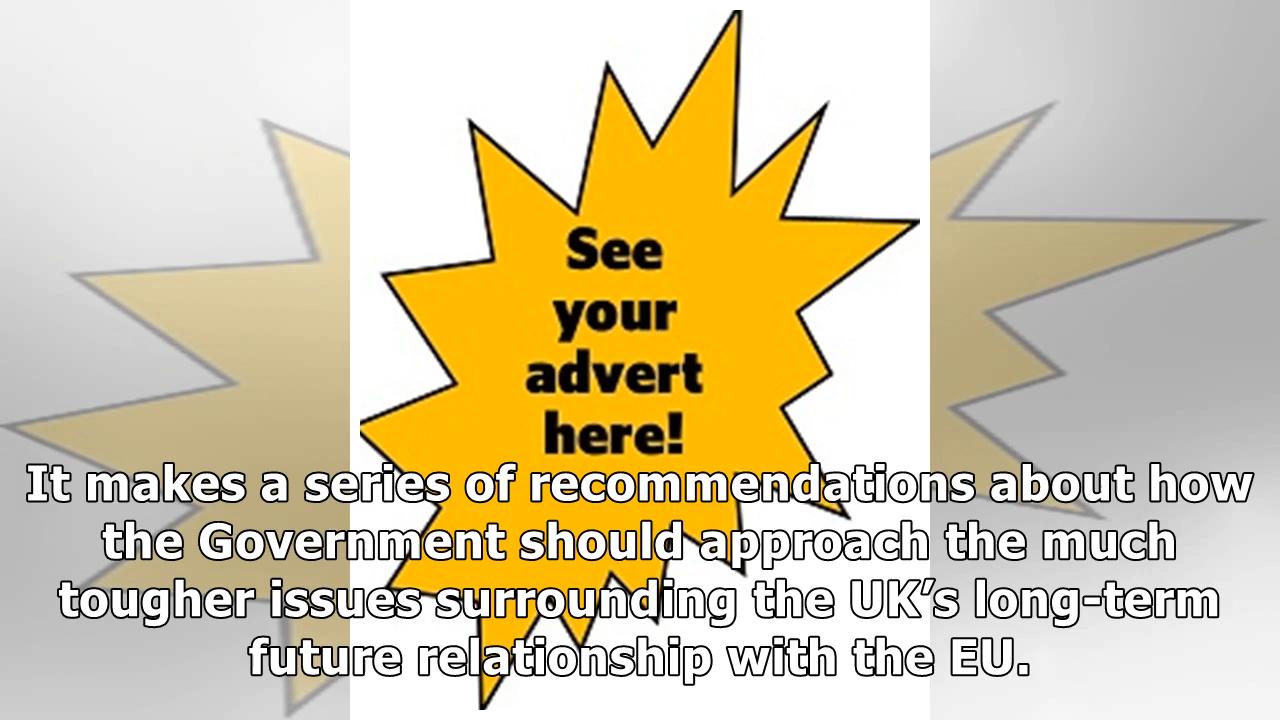 See
your
advert
here!
It makes a series of recommendations about how
the Government should approach the much
tougher issues surrounding the UK’s long-term
future relationship with the EU.